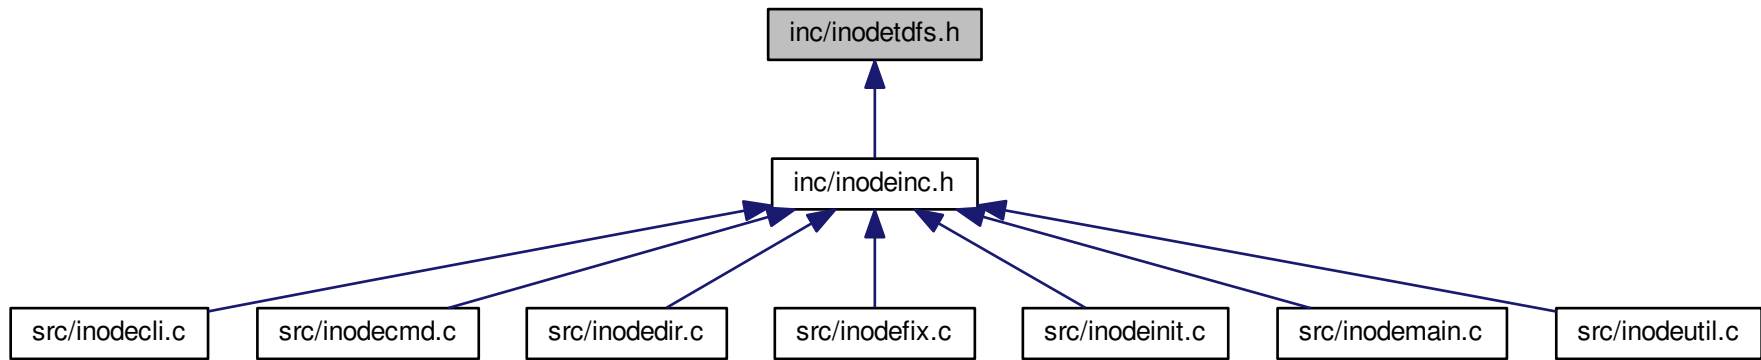 inc/inodetdfs.h
inc/inodeinc.h
src/inodecli.c
src/inodecmd.c
src/inodedir.c
src/inodefix.c
src/inodeinit.c
src/inodemain.c
src/inodeutil.c